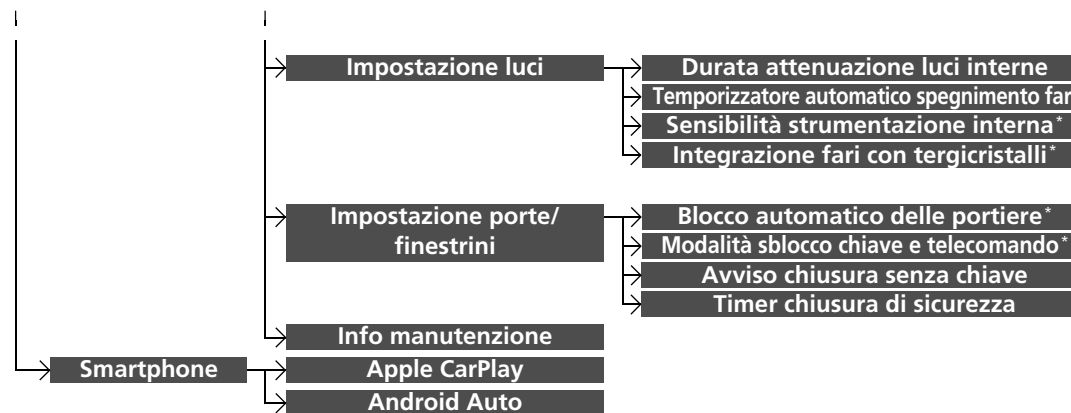 Impostazione luci
Durata attenuazione luci interne
Temporizzatore automatico spegnimento far
Sensibilità strumentazione interna*
Integrazione fari con tergicristalli*
Impostazione porte/
finestrini
Blocco automatico delle portiere*
Modalità sblocco chiave e telecomando*
Avviso chiusura senza chiave
Timer chiusura di sicurezza
Info manutenzione
Smartphone
Apple CarPlay
Android Auto